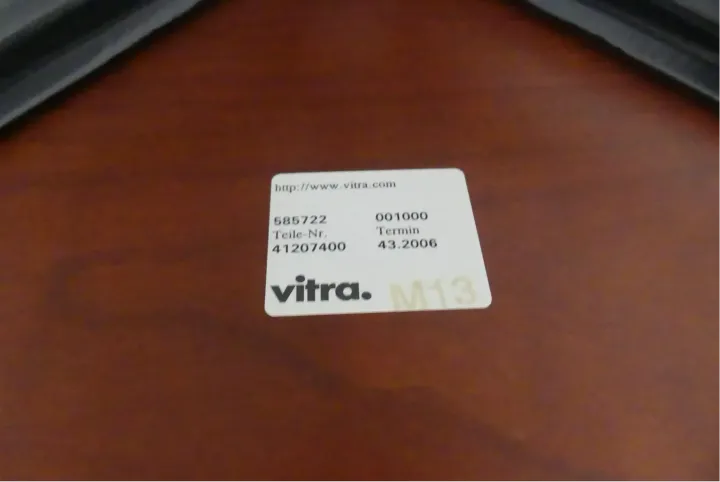 http://www.vitra.com
585722 001000
Teile-Nr. Termin
41207400 43.2006
vitra. M13